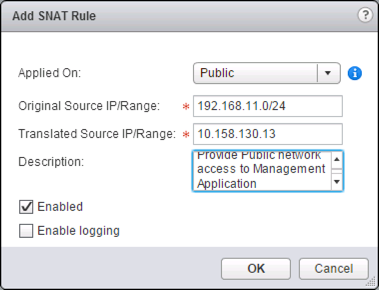 Add SNAT Rule ?
Applied On: Public
Original Source IP/Range: * 192.168.11.0/24
Translated Source IP/Range: * 10.158.130.13
Description: Provide Public network
access to Management
Application
Enabled
Enable logging
OK Cancel